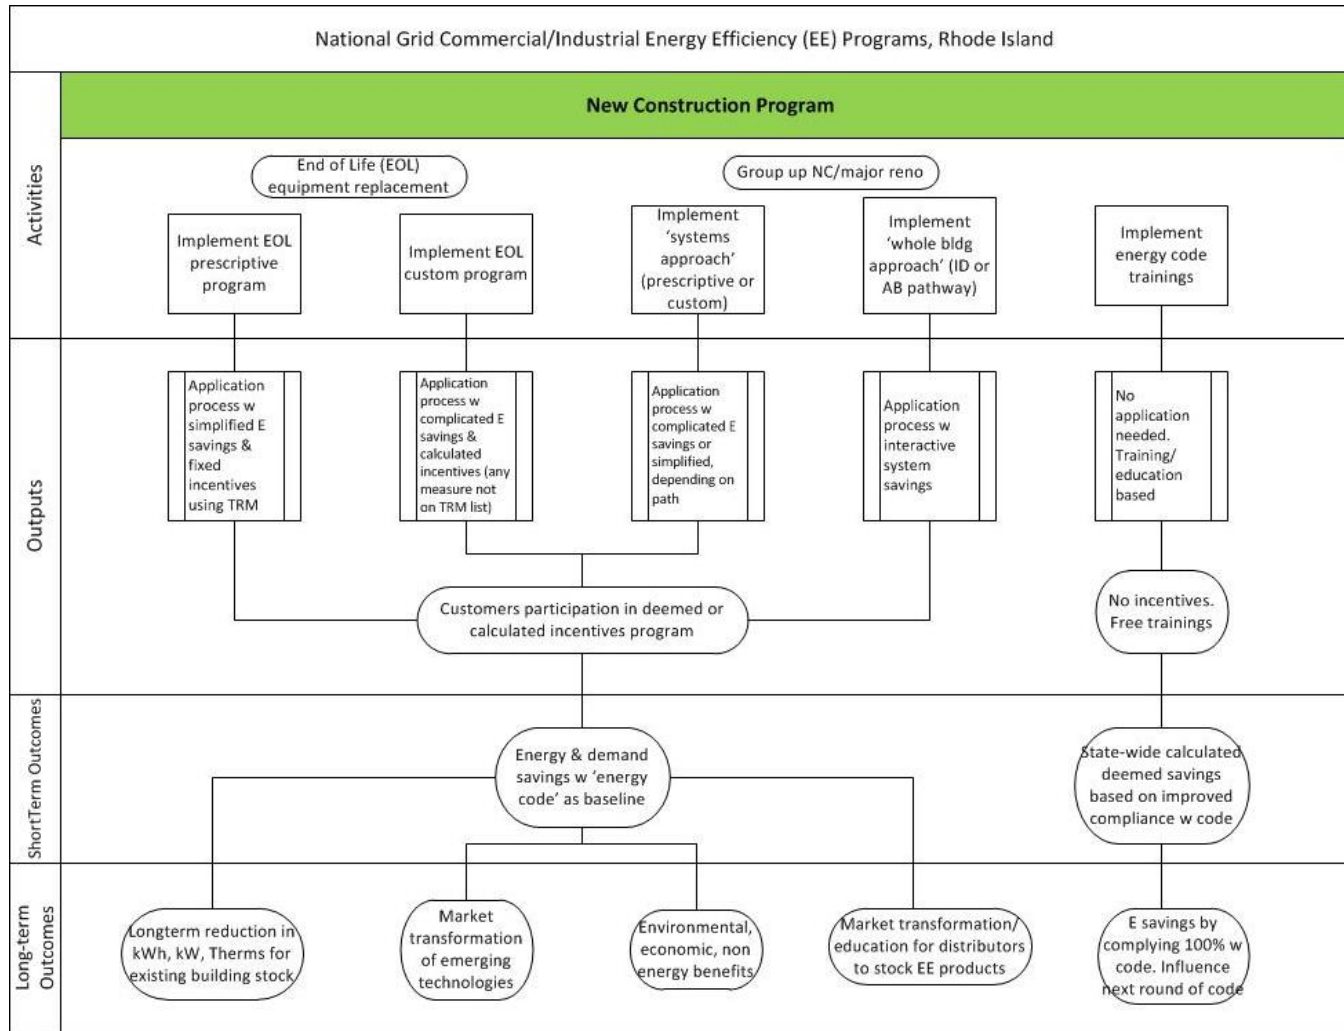 National Grid Commercial/Industrial Energy Efficiency (EE) Programs, Rhode Island
New Construction Program
Activities
End of Life (EOL)
equipment replacement
Group up NC/major reno
Implement EOL
prescriptive
program
Implement EOL
custom program
Implement
‘systems
approach’
(prescriptive or
custom)
Implement
‘whole bldg
approach’ (ID or
AB pathway)
Implement
energy code
trainings
Outputs
Application
process w
simplified E
savings &
fixed
incentives
using TRM
Application
process w
complicated E
savings &
calculated
incentives (any
measure not
on TRM list)
Application
process w
complicated E
savings or
simplified,
depending on
path
Application
process w
interactive
system
savings
No
application
needed.
Training/
education
based
Customers participation in deemed or
calculated incentives program
No incentives.
Free trainings
ShortTerm Outcomes
Energy & demand
savings w ‘energy
code’ as baseline
State-wide calculated
deemed savings
based on improved
compliance w code
Long-term
Outcomes
Longterm reduction in
kWh, kW, Therms for
existing building stock
Market
transformation
of emerging
technologies
Environmental,
economic, non
energy benefits
Market transformation/
education for distributors
to stock EE products
E savings by
complying 100% w
code. Influence
next round of code